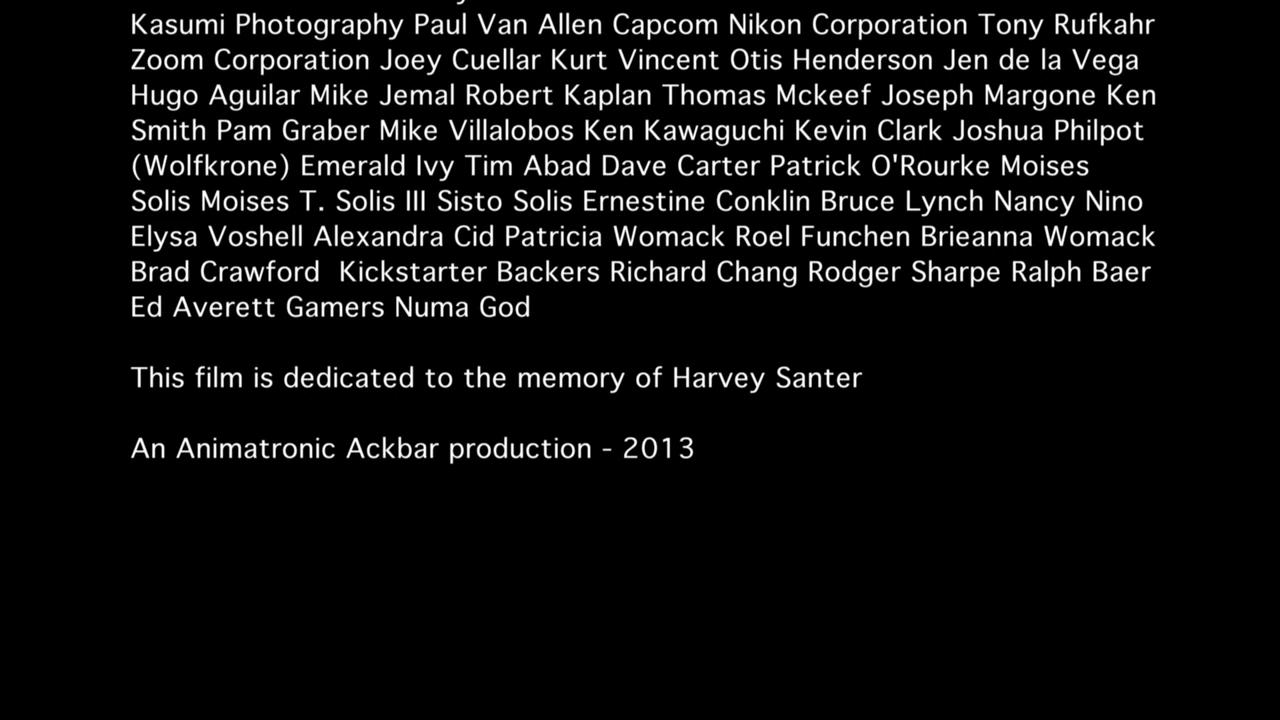 Kasumi Photography Paul Van Allen Capcom Nikon Corporation Tony Rufkahr
Zoom Corporation Joey Cuellar Kurt Vincent Otis Henderson Jen de la Vega
Hugo Aguilar Mike Jemal Robert Kaplan Thomas Mckeef Joseph Margone Ken
Smith Pam Graber Mike Villalobos Ken Kawaguchi Kevin Clark Joshua Philpot
(Wolfkrone) Emerald Ivy Tim Abad Dave Carter Patrick O'Rourke Moises
Solis Moises T. Solis III Sisto Solis Ernestine Conklin Bruce Lynch Nancy Nino
Elysa Voshell Alexandra Cid Patricia Womack Roel Funchen Brieanna Womack
Brad Crawford  Kickstarter Backers Richard Chang Rodger Sharpe Ralph Baer
Ed Averett Gamers Numa God
This film is dedicated to the memory of Harvey Santer
An Animatronic Ackbar production - 2013